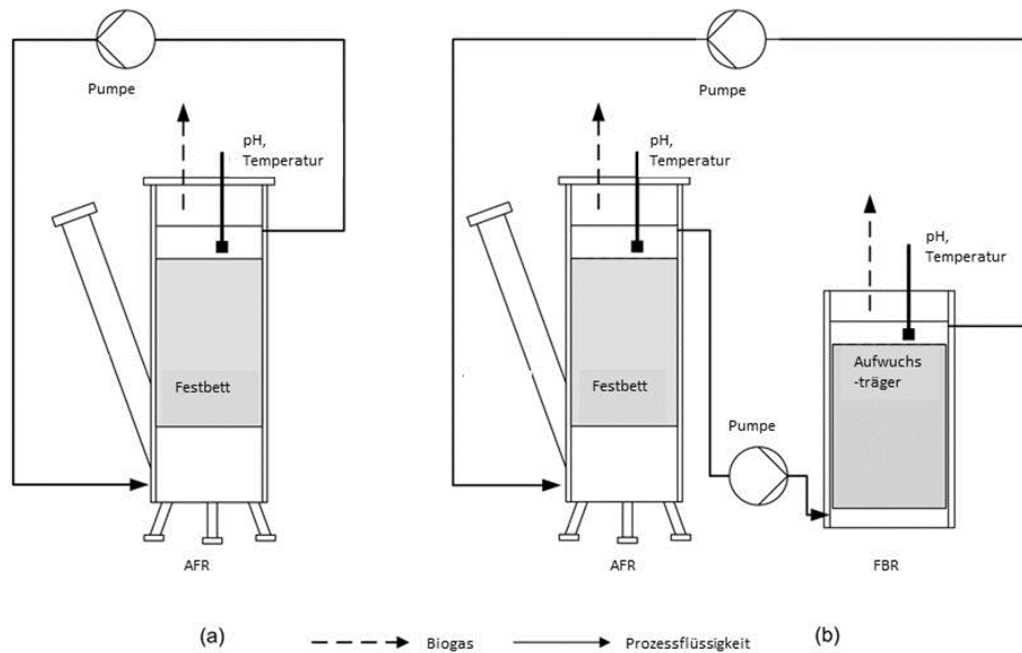 Pumpe
pH,
Temperatur
Festbett
AFR
(a)
Pumpe
pH,
Temperatur
Festbett
AFR
Pumpe
pH,
Temperatur
Aufwuchs
-träger
FBR
(b)
Biogas
Prozessflüssigkeit